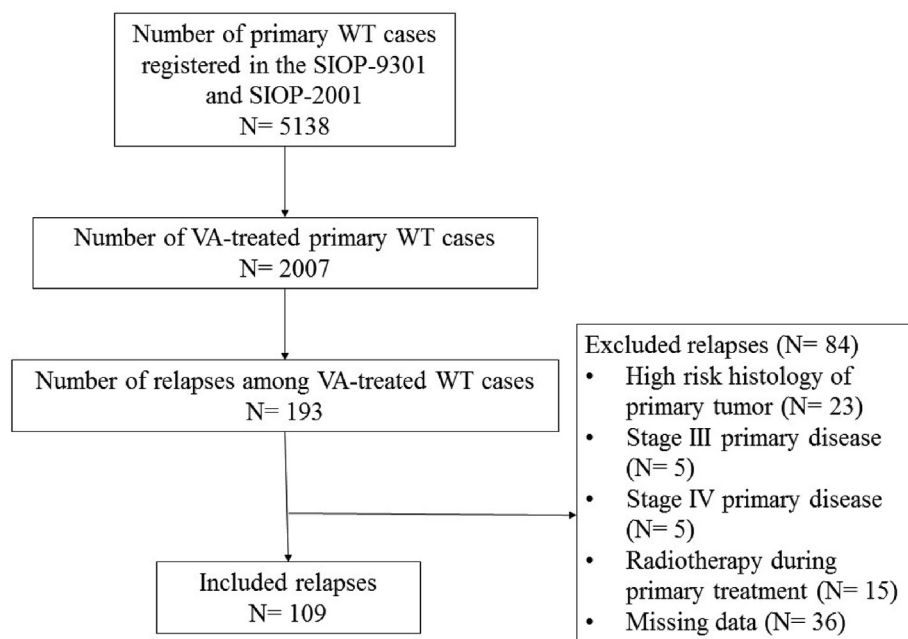 Number of primary WT cases
registered in the SIOP-9301
and SIOP-2001
N= 5138
Number of VA-treated primary WT cases
N= 2007
Number of relapses among VA-treated WT cases
N= 193
Excluded relapses (N= 84)
• High risk histology of
primary tumor (N= 23)
• Stage III primary disease
(N= 5)
• Stage IV primary disease
(N= 5)
• Radiotherapy during
primary treatment (N= 15)
• Missing data (N= 36)
Included relapses
N= 109